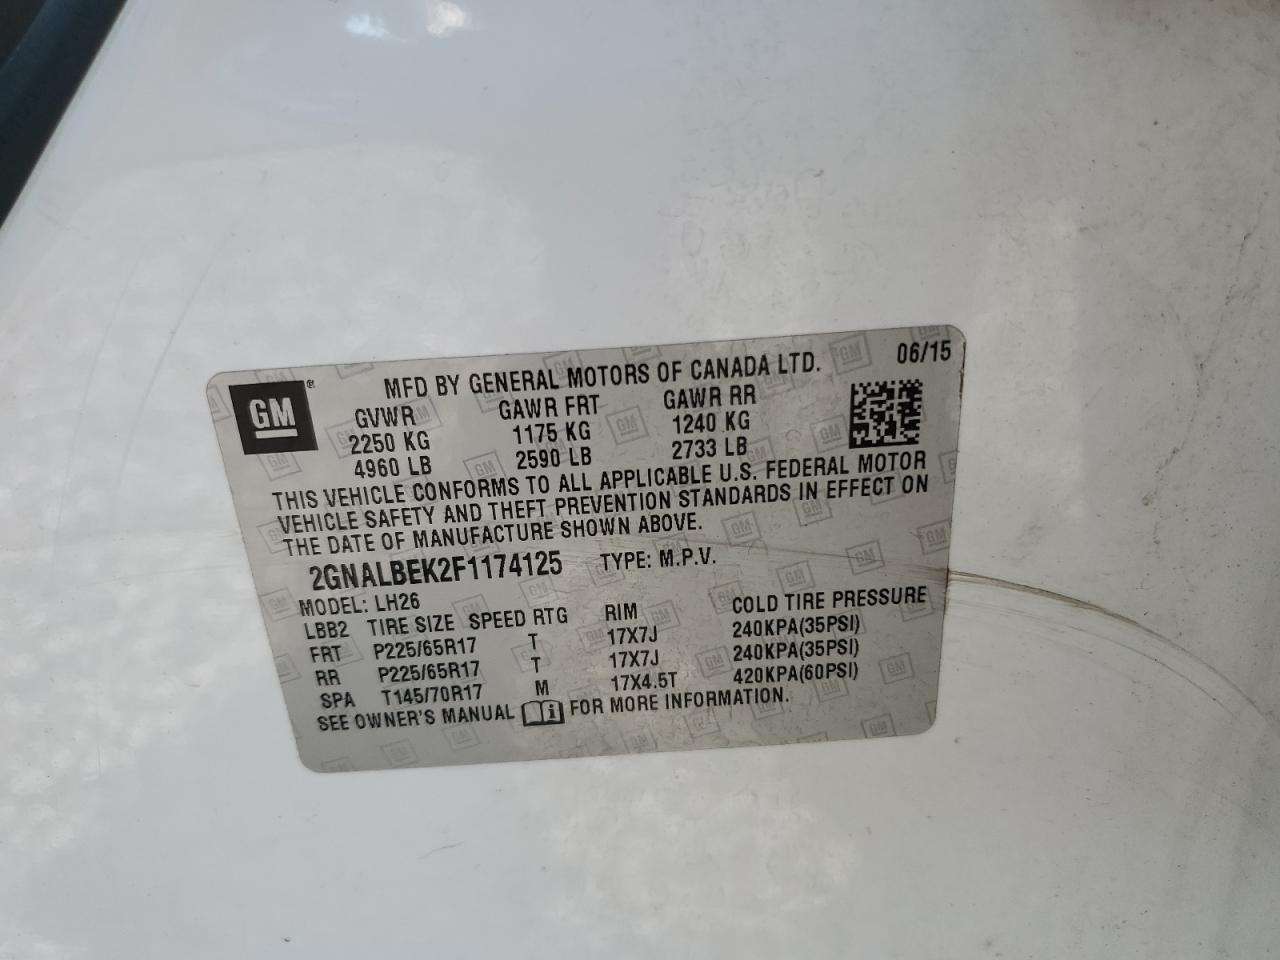 GM ®
MFD BY GENERAL MOTORS OF CANADA LTD. 06/15
GVWR GAWR FRT GAWR RR
2250 KG 1175 KG 1240 KG
4960 LB 2590 LB 2733 LB
THIS VEHICLE CONFORMS TO ALL APPLICABLE U.S. FEDERAL MOTOR
VEHICLE SAFETY AND THEFT PREVENTION STANDARDS IN EFFECT ON
THE DATE OF MANUFACTURE SHOWN ABOVE.
2GNALBEK2F1174125 TYPE: M.P.V.
MODEL: LH26
LBB2 TIRE SIZE SPEED RTG RIM COLD TIRE PRESSURE
FRT P225/65R17 T 17X7J 240KPA(35PSI)
RR P225/65R17 T 17X7J 240KPA(35PSI)
SPA T145/70R17 M 17X4.5T 420KPA(60PSI)
SEE OWNER'S MANUAL i FOR MORE INFORMATION.